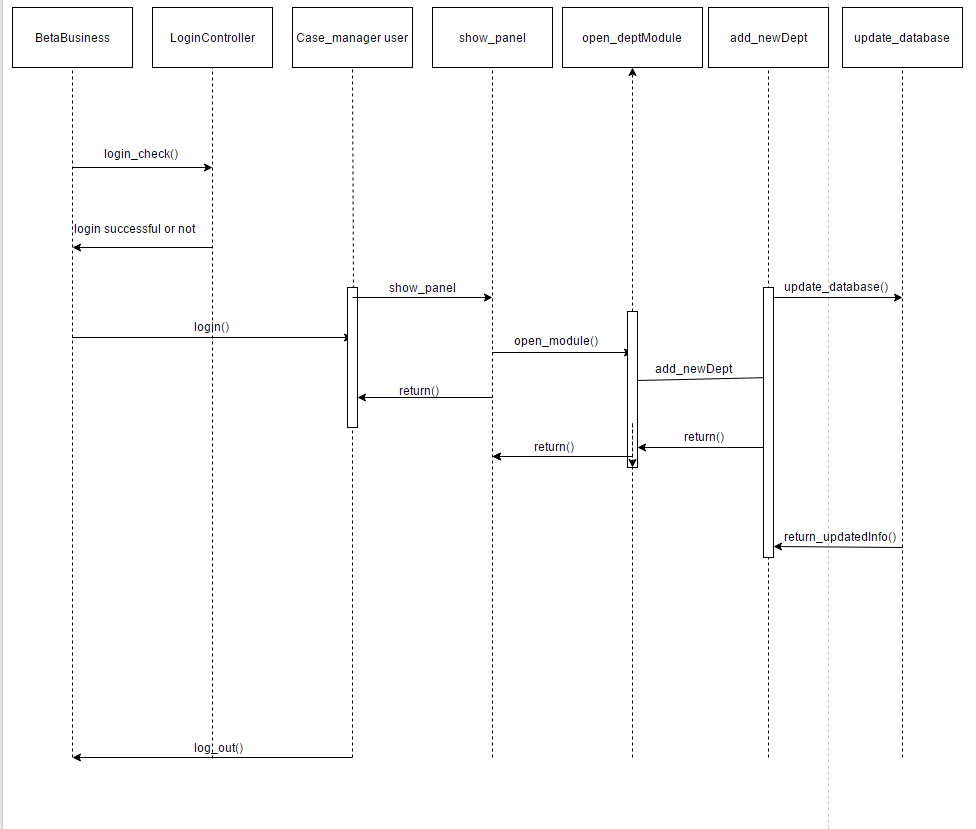 BetaBusiness
LoginController
Case_manager user
show_panel
open_deptModule
add_newDept
update_database
login_check()
login successful or not
show_panel
update_database()
login()
open_module()
add_newDept
return()
return()
return()
return_updatedInfo()
log_out()